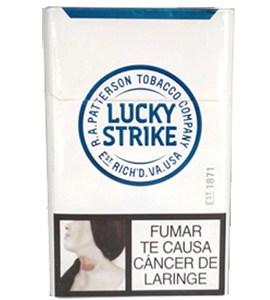 R.A.PATTERSON TOBACCO COMPANY
LUCKY
STRIKE
EST RICH'D. VA. USA
EST 1871
FUMAR
TE CAUSA
CÁNCER DE
LARINGE